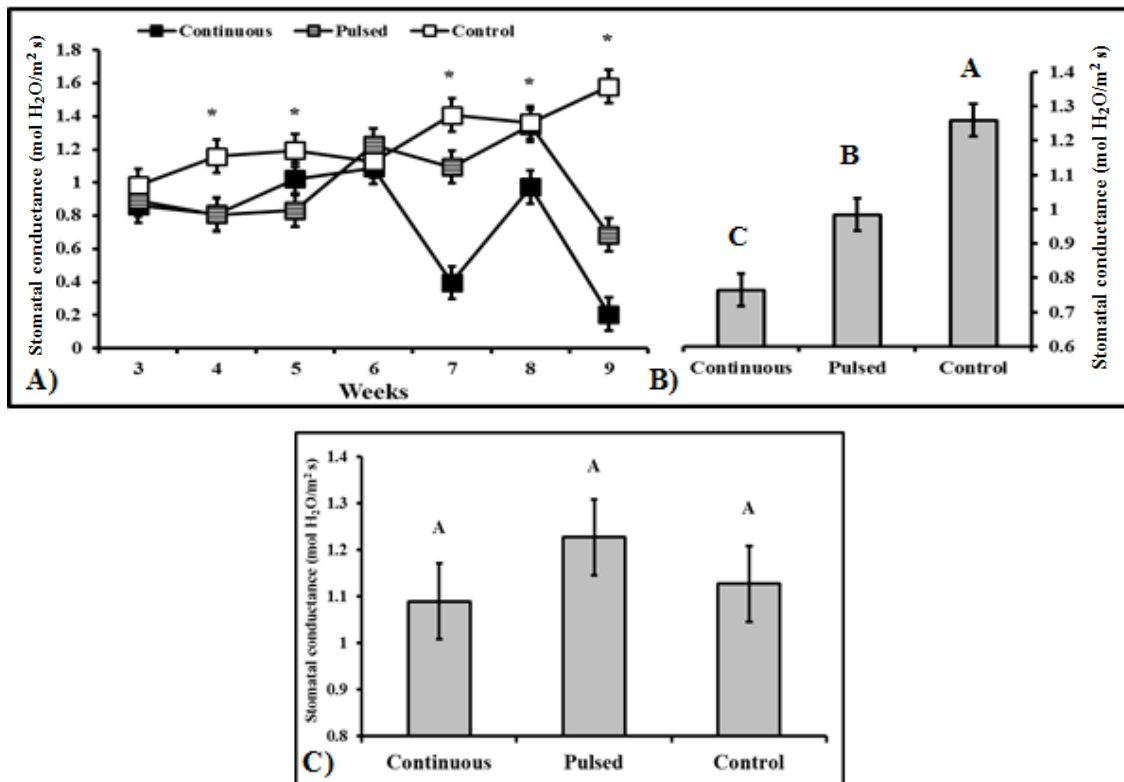 Continuous Pulsed Control
Stomatal conductance (mol H₂O/m² s)
1.8
1.6
1.4
1.2
1
0.8
0.6
0.4
0.2
0
* * * * *
3 4 5 6 7 8 9
Weeks
A)
Stomatal conductance (mol H₂O/m² s)
1.4
1.3
1.2
1.1
1
0.9
0.8
0.7
0.6
C B A
Continuous Pulsed Control
B)
Stomatal conductance (mol H₂O/m² s)
1.4
1.3
1.2
1.1
1
0.9
0.8
A A A
Continuous Pulsed Control
C)